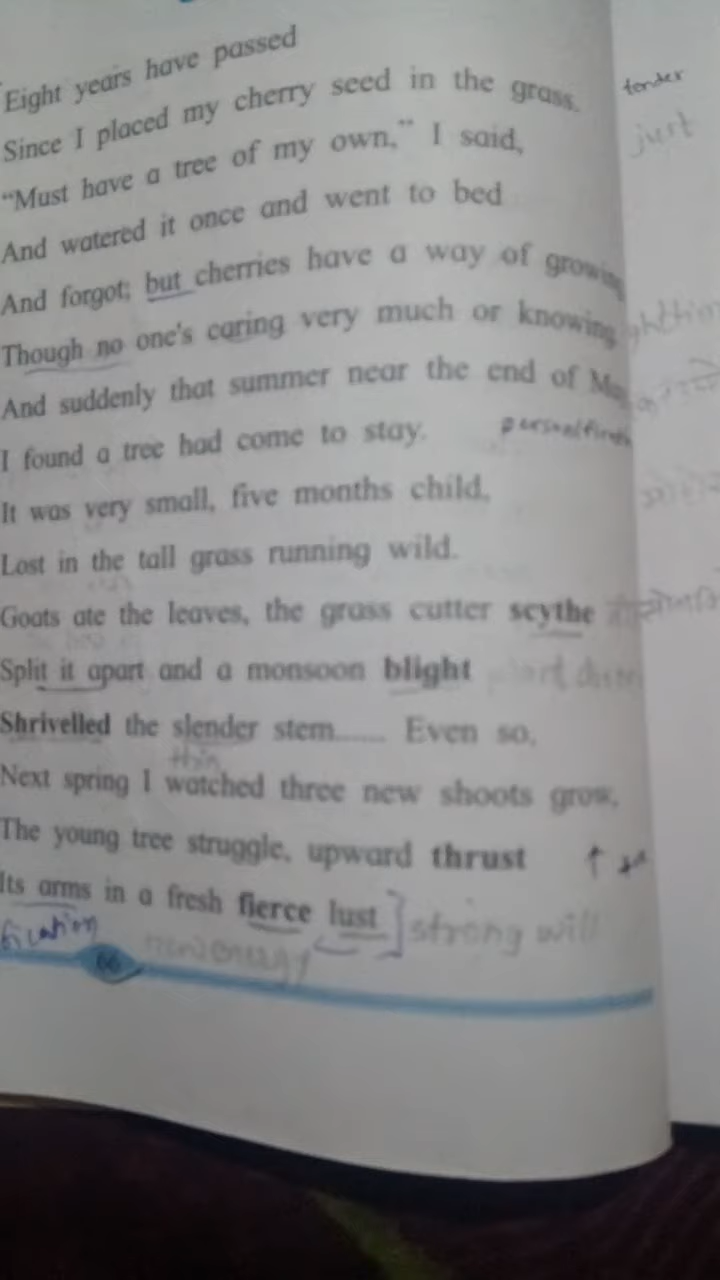 Eight years have passed
Since I placed my cherry seed in the grass. tender
"Must have a tree of my own," I said, just
And watered it once and went to bed
And forgot; but cherries have a way of growing
Though no one's caring very much or knowing
And suddenly that summer near the end of May
I found a tree had come to stay.
It was very small, five months child,
Lost in the tall grass running wild.
Goats ate the leaves, the grass cutter scythe
Split it apart and a monsoon blight
Shrivelled the slender stem...... Even so,
thin
Next spring I watched three new shoots grow,
The young tree struggle, upward thrust ↑
Its arms in a fresh fierce lust ] strong will
energy
66